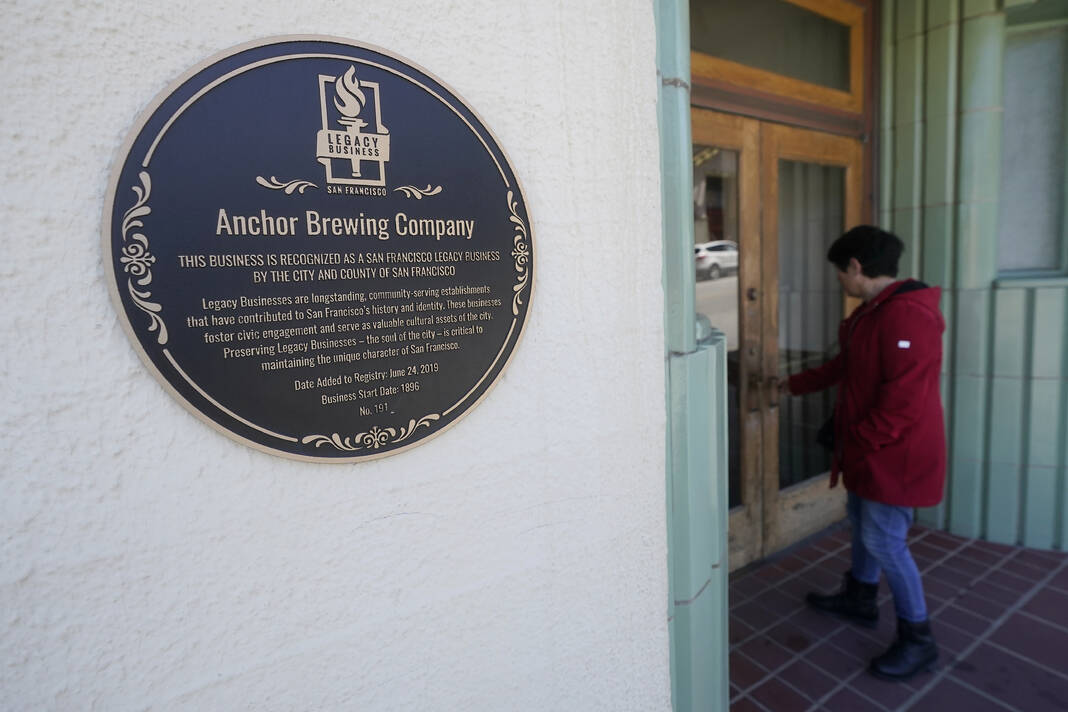 LEGACY
BUSINESS
SAN FRANCISCO
Anchor Brewing Company
THIS BUSINESS IS RECOGNIZED AS A SAN FRANCISCO LEGACY BUSINESS
BY THE CITY AND COUNTY OF SAN FRANCISCO
Legacy Businesses are longstanding, community-serving establishments
that have contributed to San Francisco's history and identity. These businesses
foster civic engagement and serve as valuable cultural assets of the city.
Preserving Legacy Businesses – the soul of the city – is critical to
maintaining the unique character of San Francisco.
Date Added to Registry: June 24, 2019
Business Start Date: 1896
No. 191